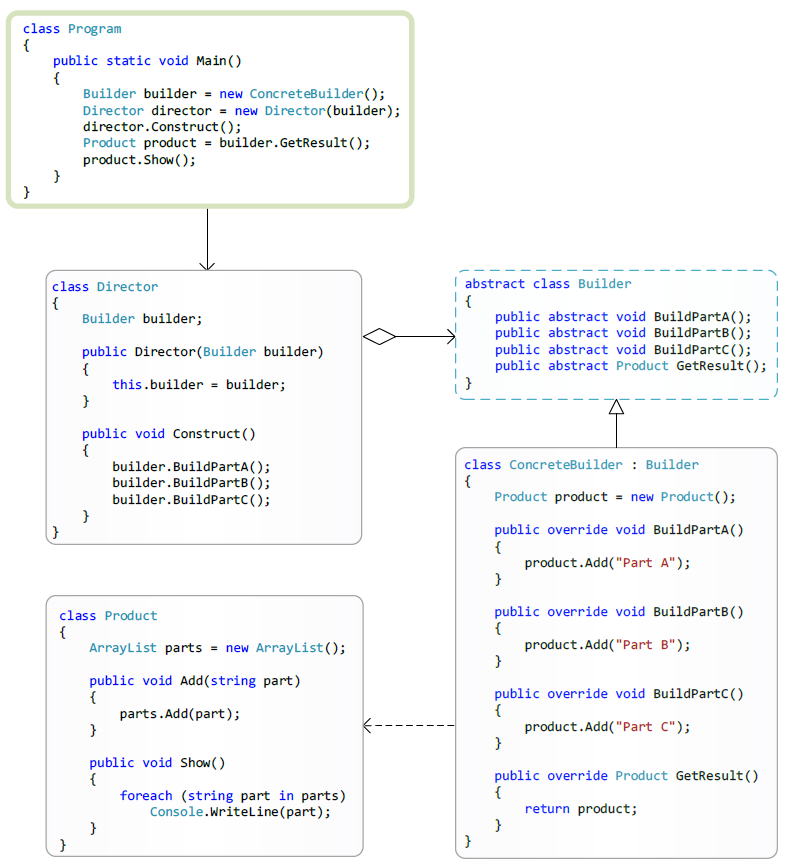 class Program
{
    public static void Main()
    {
        Builder builder = new ConcreteBuilder();
        Director director = new Director(builder);
        director.Construct();
        Product product = builder.GetResult();
        product.Show();
    }
}
class Director
{
    Builder builder;
    public Director(Builder builder)
    {
        this.builder = builder;
    }
    public void Construct()
    {
        builder.BuildPartA();
        builder.BuildPartB();
        builder.BuildPartC();
    }
}
abstract class Builder
{
    public abstract void BuildPartA();
    public abstract void BuildPartB();
    public abstract void BuildPartC();
    public abstract Product GetResult();
}
class ConcreteBuilder : Builder
{
    Product product = new Product();
    public override void BuildPartA()
    {
        product.Add("Part A");
    }
    public override void BuildPartB()
    {
        product.Add("Part B");
    }
    public override void BuildPartC()
    {
        product.Add("Part C");
    }
    public override Product GetResult()
    {
        return product;
    }
}
class Product
{
    ArrayList parts = new ArrayList();
    public void Add(string part)
    {
        parts.Add(part);
    }
    public void Show()
    {
        foreach (string part in parts)
            Console.WriteLine(part);
    }
}